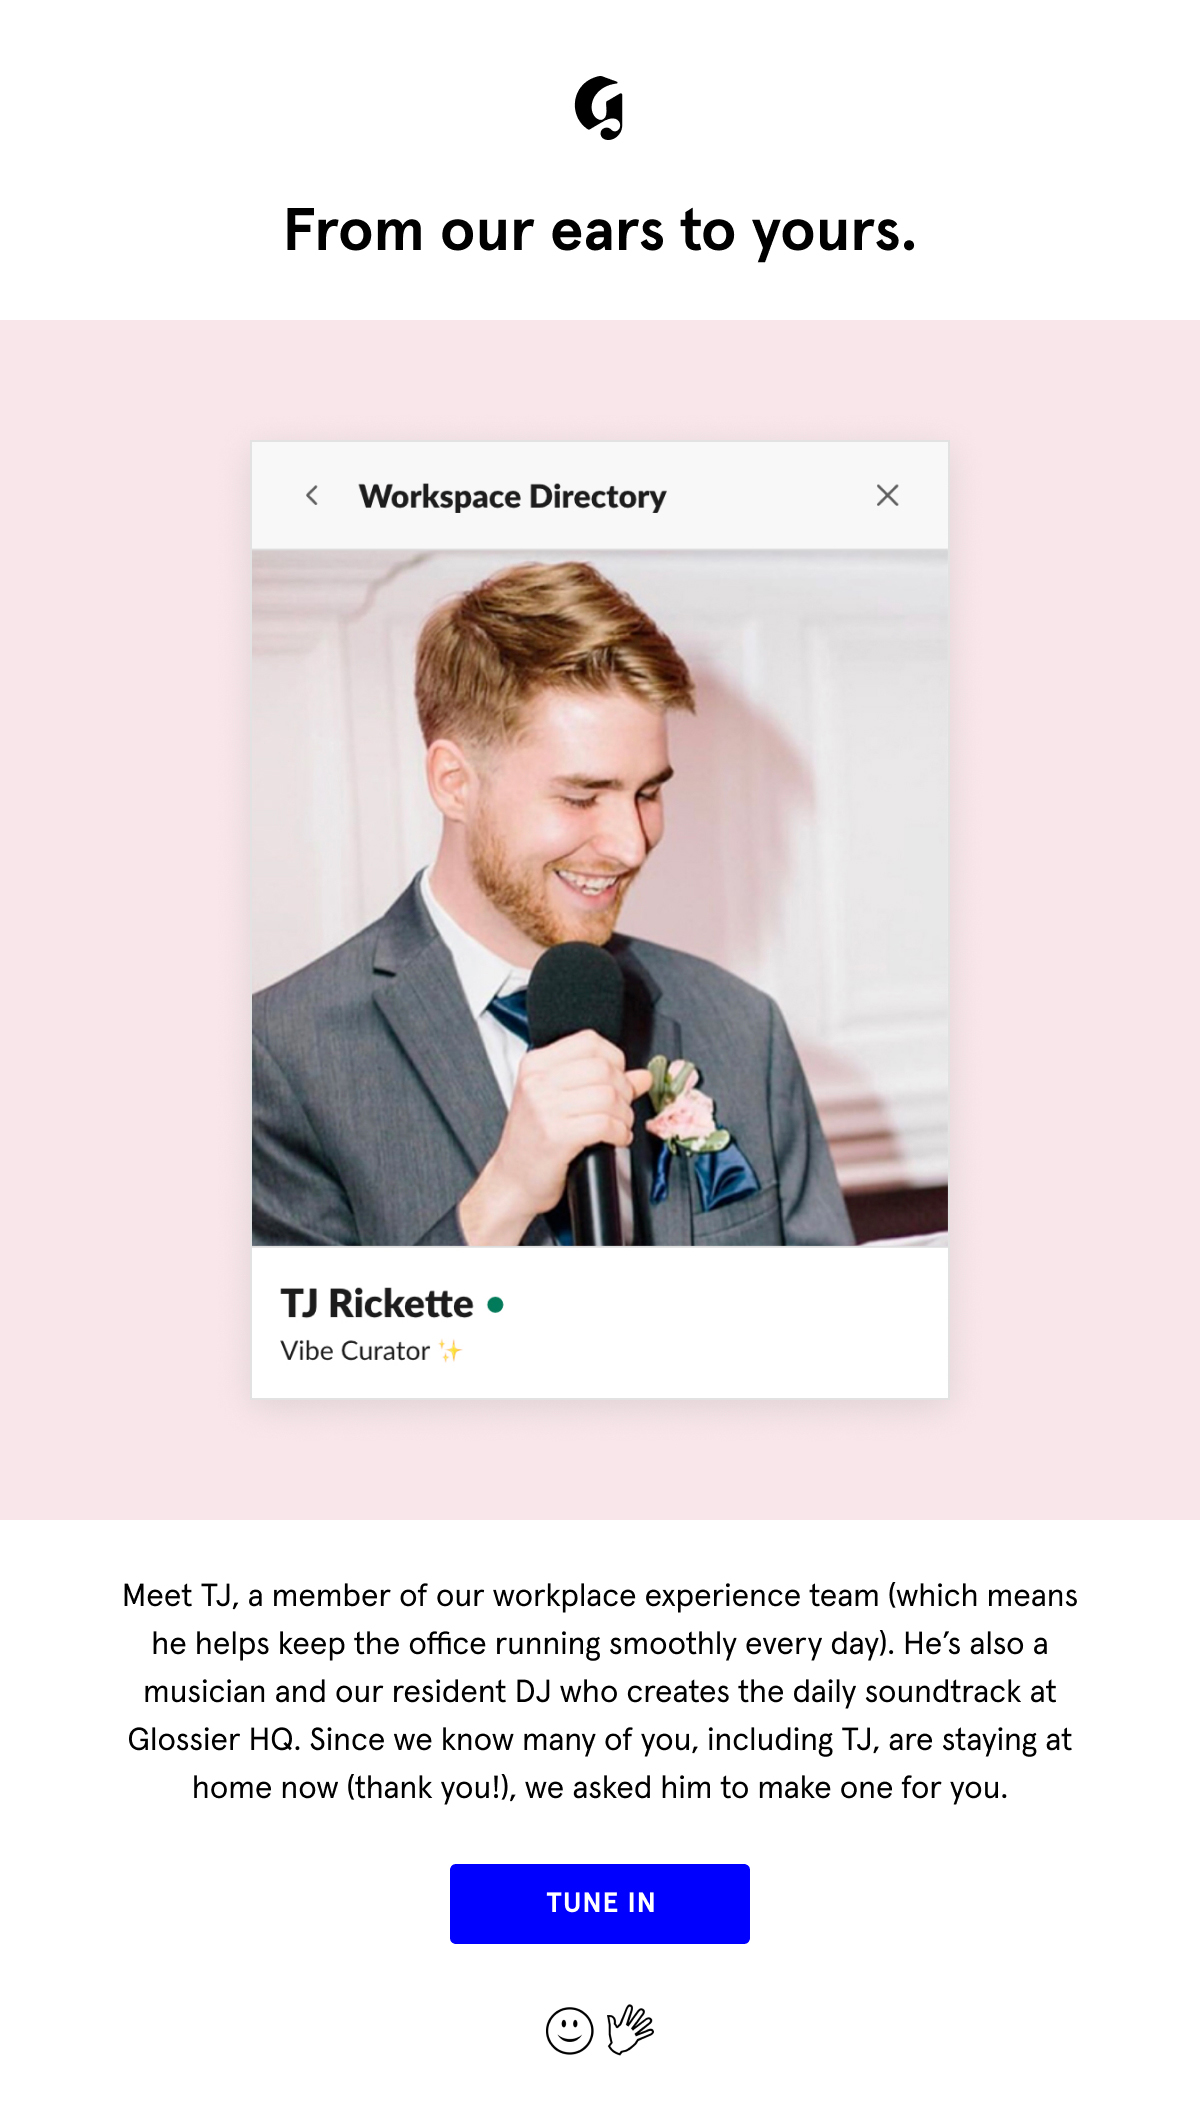 From our ears to yours.
Workspace Directory
TJ Rickette
Vibe Curator ✨
Meet TJ, a member of our workplace experience team (which means
he helps keep the office running smoothly every day). He’s also a
musician and our resident DJ who creates the daily soundtrack at
Glossier HQ. Since we know many of you, including TJ, are staying at
home now (thank you!), we asked him to make one for you.
TUNE IN